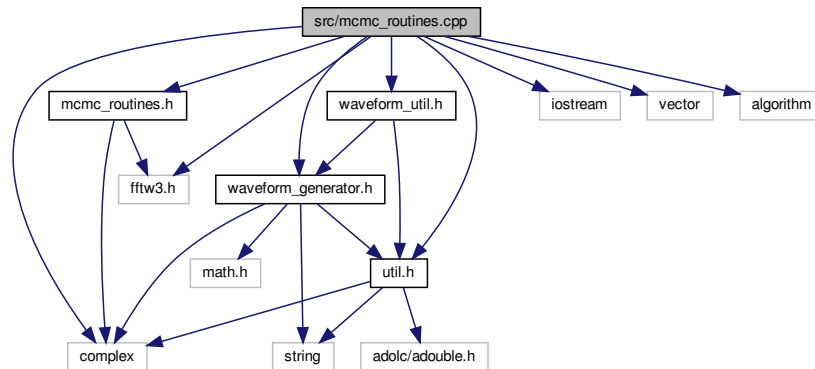 src/mcmc_routines.cpp
mcmc_routines.h
waveform_util.h
iostream
vector
algorithm
fftw3.h
waveform_generator.h
math.h
util.h
complex
string
adolc/adouble.h